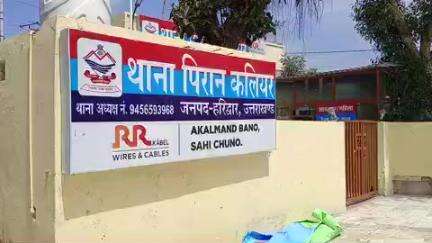 थाना पिरान कलियर
थाना अध्यक्ष नं. 9456593968 जनपद-हरिद्वार, उत्तराखण्ड
RR KABEL
WIRES & CABLES
AKALMAND BANO,
SAHI CHUNO.